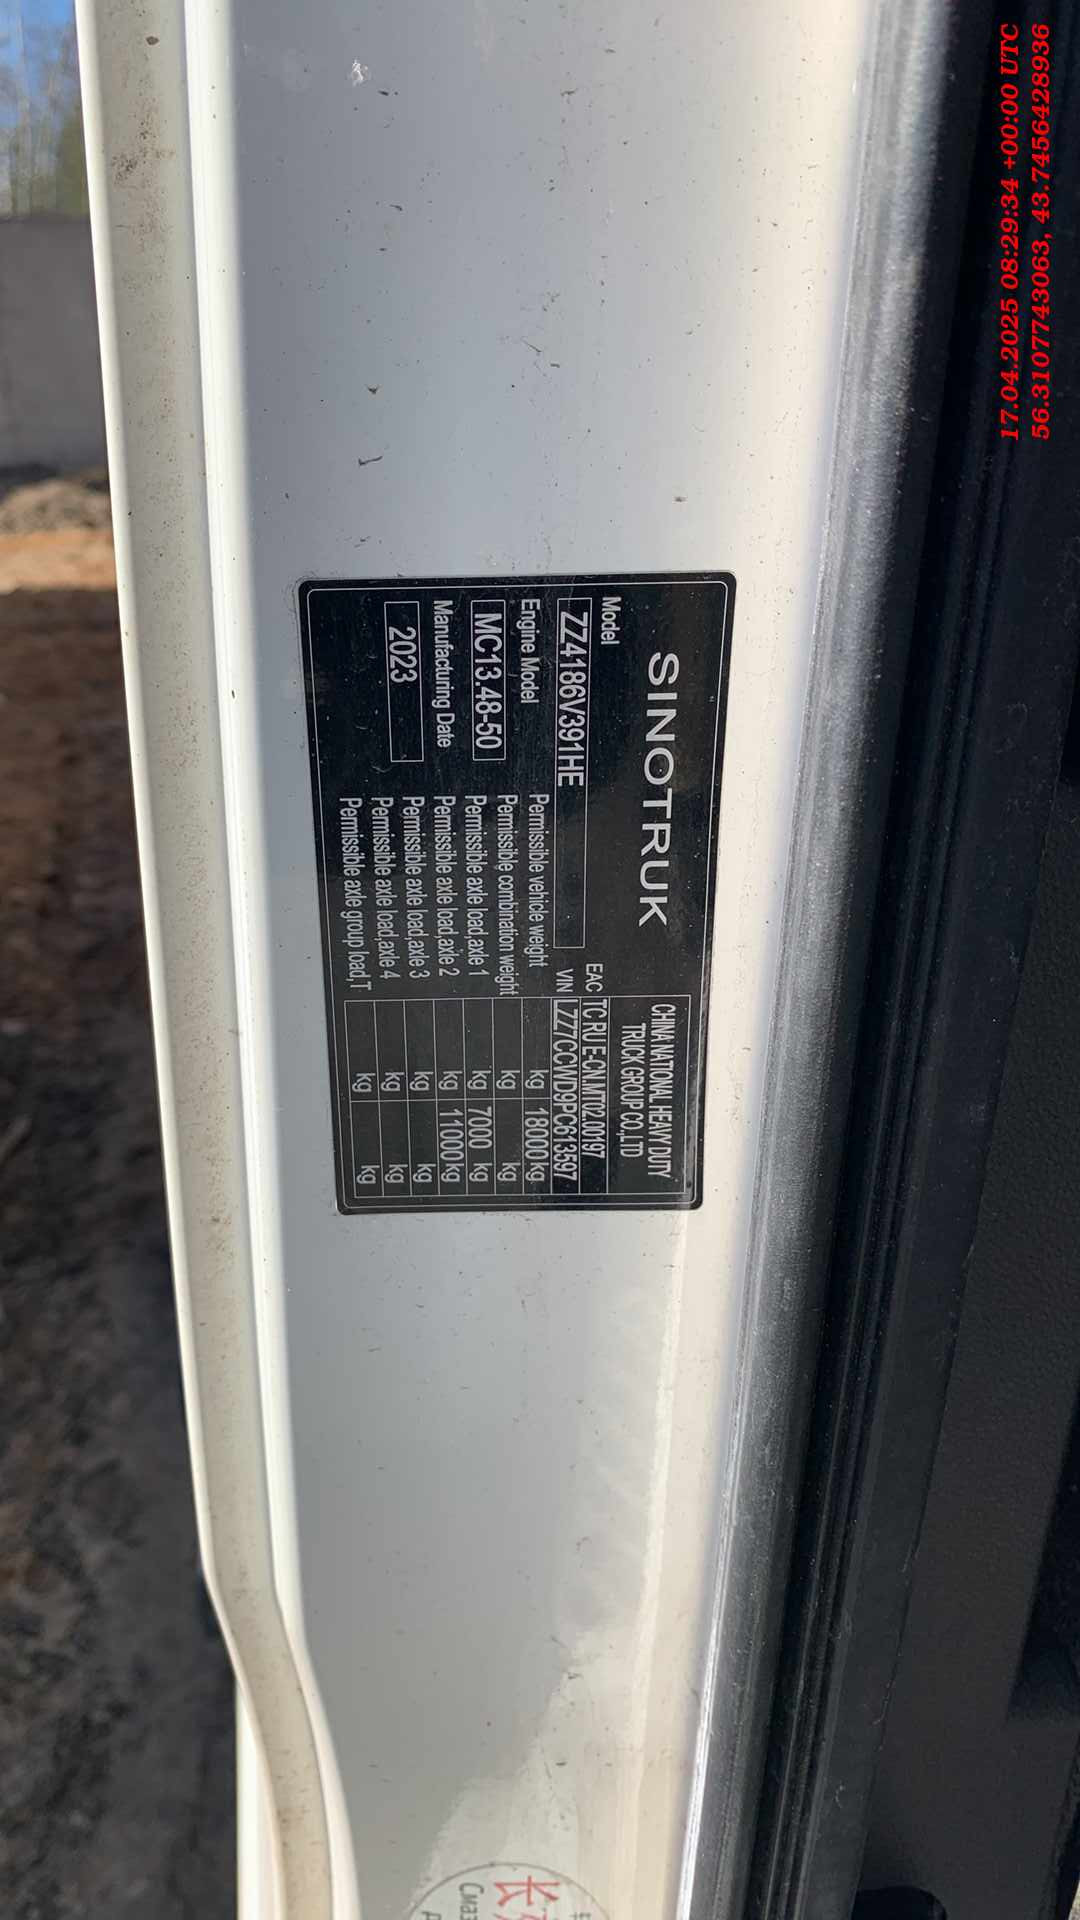 17.04.2025 08:29:34 +00:00 UTC
56.31077743063, 43.7456428936
SINOTRUK
CHINA NATIONAL HEAVY DUTY
TRUCK GROUP CO.,LTD
Model
ZZ4186V391HE
EAC TC RU E-CN.MT02.00197
VIN LZZ7CCWD9PC613597
Engine Model
MC13.48-50
Manufacturing Date
2023
Permissible vehicle weight kg 18000 kg
Permissible combination weight kg kg
Permissible axle load,axle 1 kg 7000 kg
Permissible axle load,axle 2 kg 11000 kg
Permissible axle load,axle 3 kg kg
Permissible axle load,axle 4 kg kg
Permissible axle group load,T kg kg
长